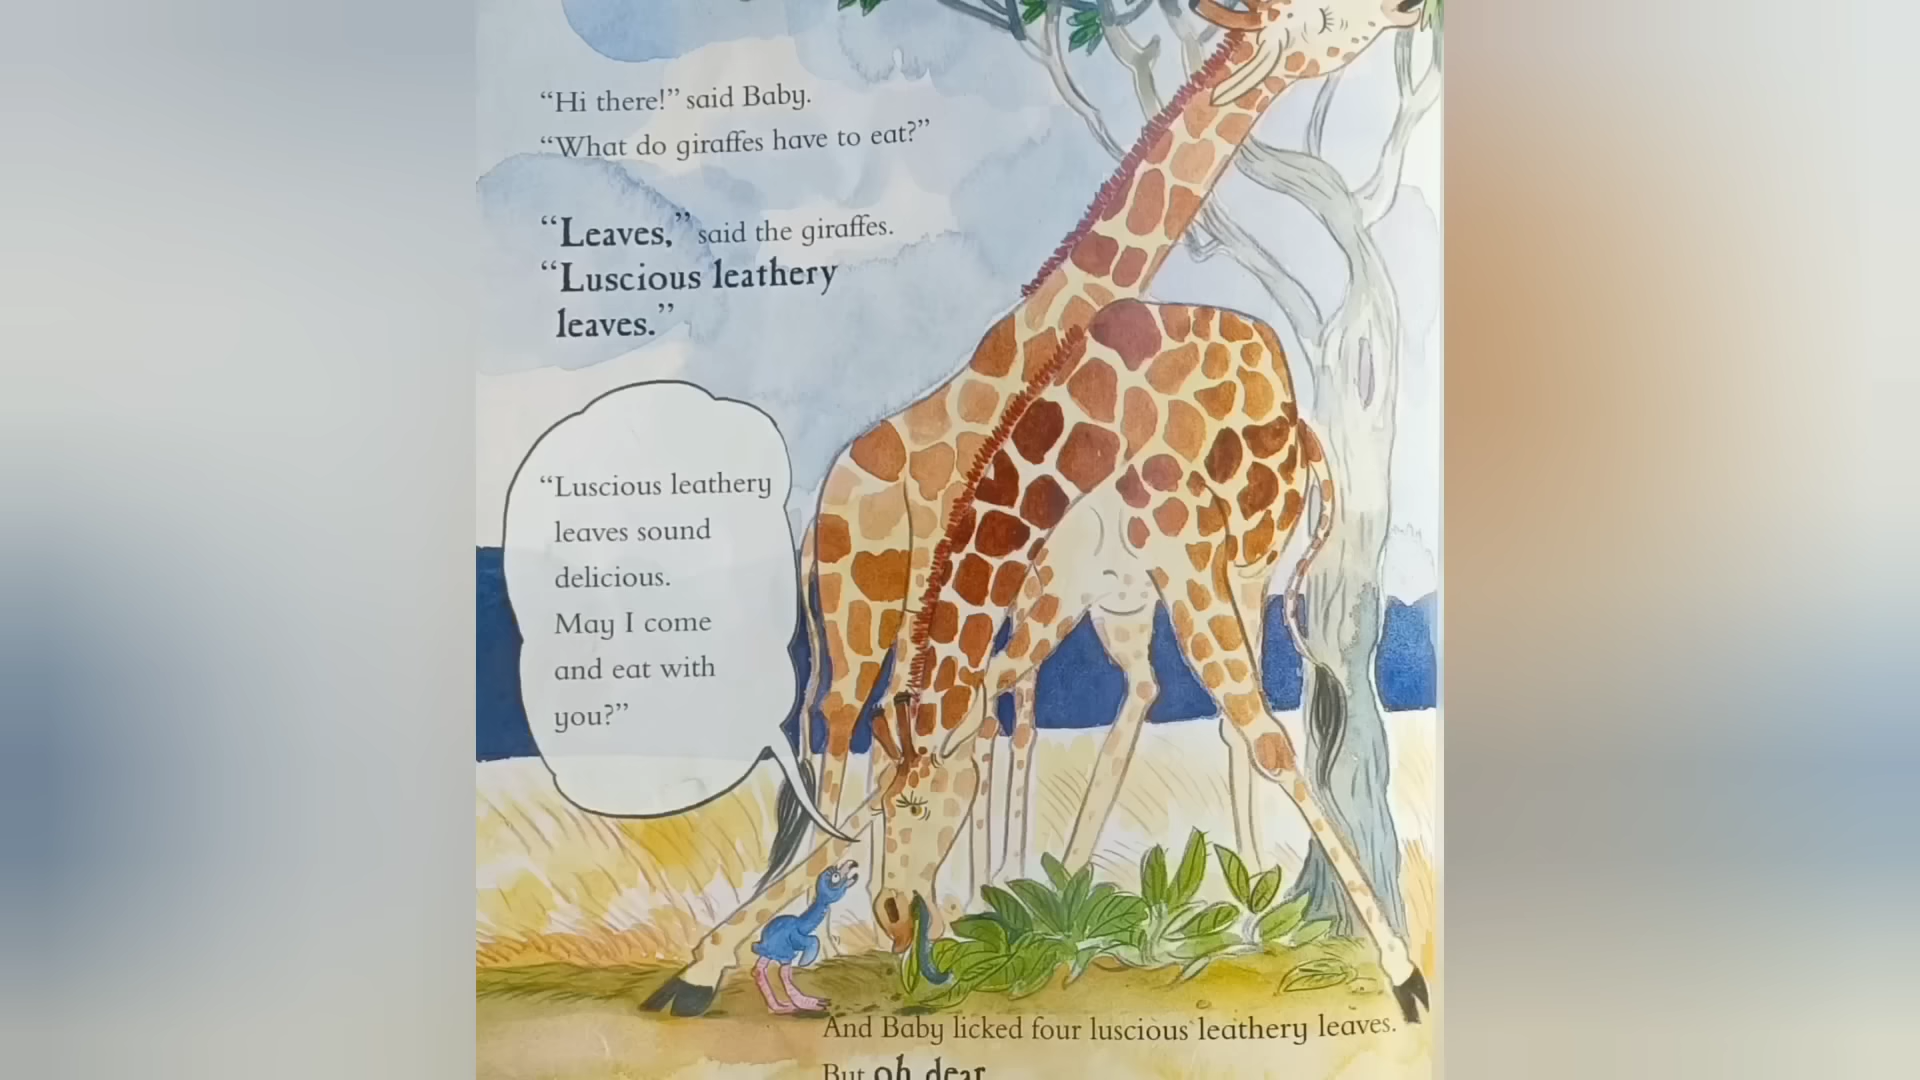 “Hi there!” said Baby.
“What do giraffes have to eat?”
“Leaves,” said the giraffes.
“Luscious leathery
leaves.”
“Luscious leathery
leaves sound
delicious.
May I come
and eat with
you?”
And Baby licked four luscious leathery leaves.
But oh dear